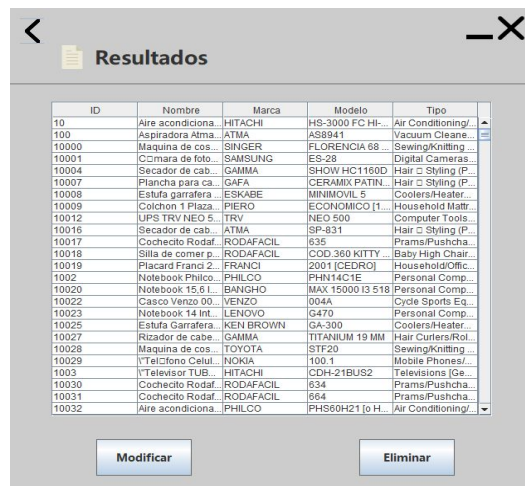 Resultados
ID Nombre Marca Modelo Tipo
10 Aire acondiciona... HITACHI HS-3000 FC HI-... Air Conditioning/...
100 Aspiradora Atma... ATMA AS8941 Vacuum Cleane...
10000 Maquina de cos... SINGER FLORENCIA 68 ... Sewing/Knitting ...
10001 C□mara de foto... SAMSUNG ES-28 Digital Cameras...
10004 Secador de cab... GAMMA SHOW HC1160D Hair □ Styling (P...
10007 Plancha para ca... GAFA CERAMIX PATIN... Hair □ Styling (P...
10008 Estufa garrafera ... ESKABE MINIMOVIL 5 Coolers/Heater...
10009 Colchon 1 Plaza... PIERO ECONOMICO [1.... Household Mattr...
10012 UPS TRV NEO 5... TRV NEO 500 Computer Tools...
10016 Secador de cab... ATMA SP-831 Hair □ Styling (P...
10017 Cochecito Rodaf... RODAFACIL 635 Prams/Pushcha...
10018 Silla de comer p... RODAFACIL COD.360 KITTY ... Baby High Chair...
10019 Placard Franci 2... FRANCI 2001 [CEDRO] Household/Offic...
1002 Notebook Philco... PHILCO PHN14C1E Personal Comp...
10020 Notebook 15,6 I... BANGHO MAX 15000 I3 518 Personal Comp...
10022 Casco Venzo 00... VENZO 004A Cycle Sports Eq...
10023 Notebook 14 Int... LENOVO G470 Personal Comp...
10025 Estufa Garrafera... KEN BROWN GA-300 Coolers/Heater...
10027 Rizador de cabe... GAMMA TITANIUM 19 MM Hair Curlers/Rol...
10028 Maquina de cos... TOYOTA STF20 Sewing/Knitting ...
10029 \"Tel□fono Celul... NOKIA 100.1 Mobile Phones/...
1003 \"Televisor TUB... HITACHI CDH-21BUS2 Televisions [Ge...
10030 Cochecito Rodaf... RODAFACIL 634 Prams/Pushcha...
10031 Cochecito Rodaf... RODAFACIL 664 Prams/Pushcha...
10032 Aire acondiciona... PHILCO PHS60H21 [o H... Air Conditioning/...
Modificar Eliminar